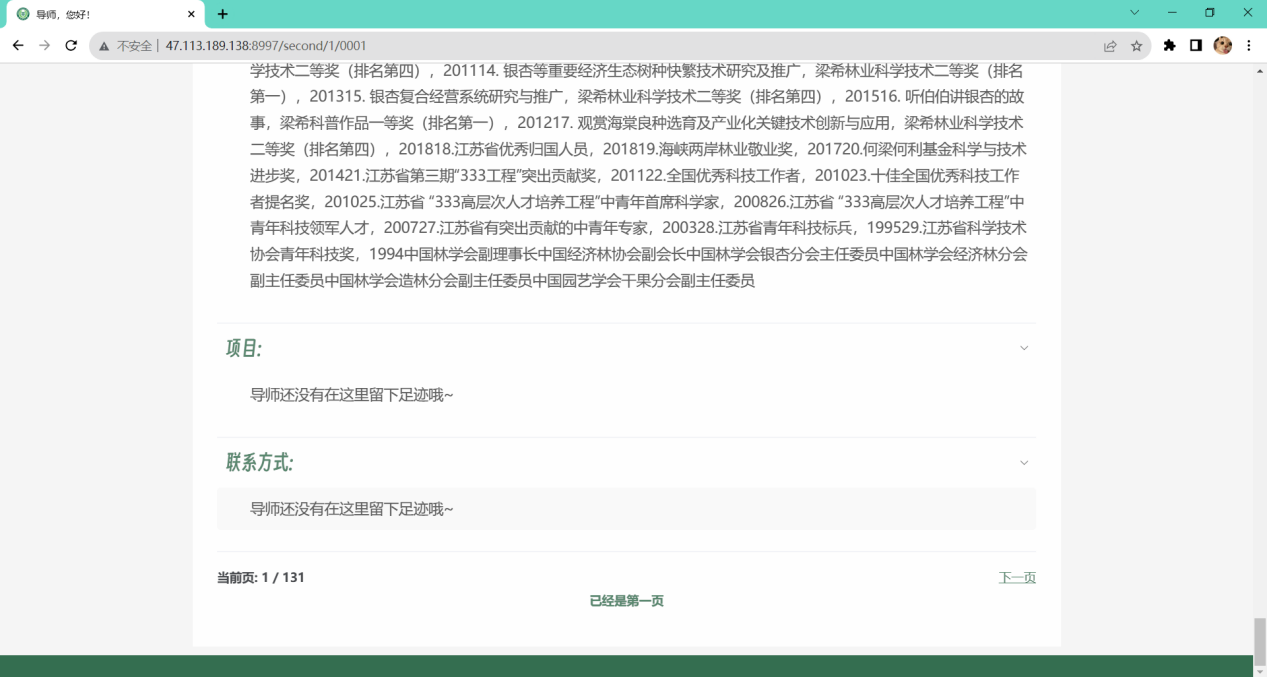 导师，您好！
不安全 | 47.113.189.138:8997/second/1/0001
学技术二等奖（排名第四），201114. 银杏等重要经济生态树种快繁技术研究及推广，梁希林业科学技术二等奖（排名
第一），201315. 银杏复合经营系统研究与推广，梁希林业科学技术二等奖（排名第四），201516. 听伯伯讲银杏的故
事，梁希科普作品一等奖（排名第一），201217. 观赏海棠良种选育及产业化关键技术创新与应用，梁希林业科学技术
二等奖（排名第四），201818.江苏省优秀归国人员，201819.海峡两岸林业敬业奖，201720.何梁何利基金科学与技术
进步奖，201421.江苏省第三期“333工程”突出贡献奖，201122.全国优秀科技工作者，201023.十佳全国优秀科技工作
者提名奖，201025.江苏省 “333高层次人才培养工程”中青年首席科学家，200826.江苏省 “333高层次人才培养工程”中
青年科技领军人才，200727.江苏省有突出贡献的中青年专家，200328.江苏省青年科技标兵，199529.江苏省科学技术
协会青年科技奖，1994中国林学会副理事长中国经济林协会副会长中国林学会银杏分会主任委员中国林学会经济林分会
副主任委员中国林学会造林分会副主任委员中国园艺学会干果分会副主任委员
项目:
导师还没有在这里留下足迹哦~
联系方式:
导师还没有在这里留下足迹哦~
当前页: 1 / 131
下一页
已经是第一页